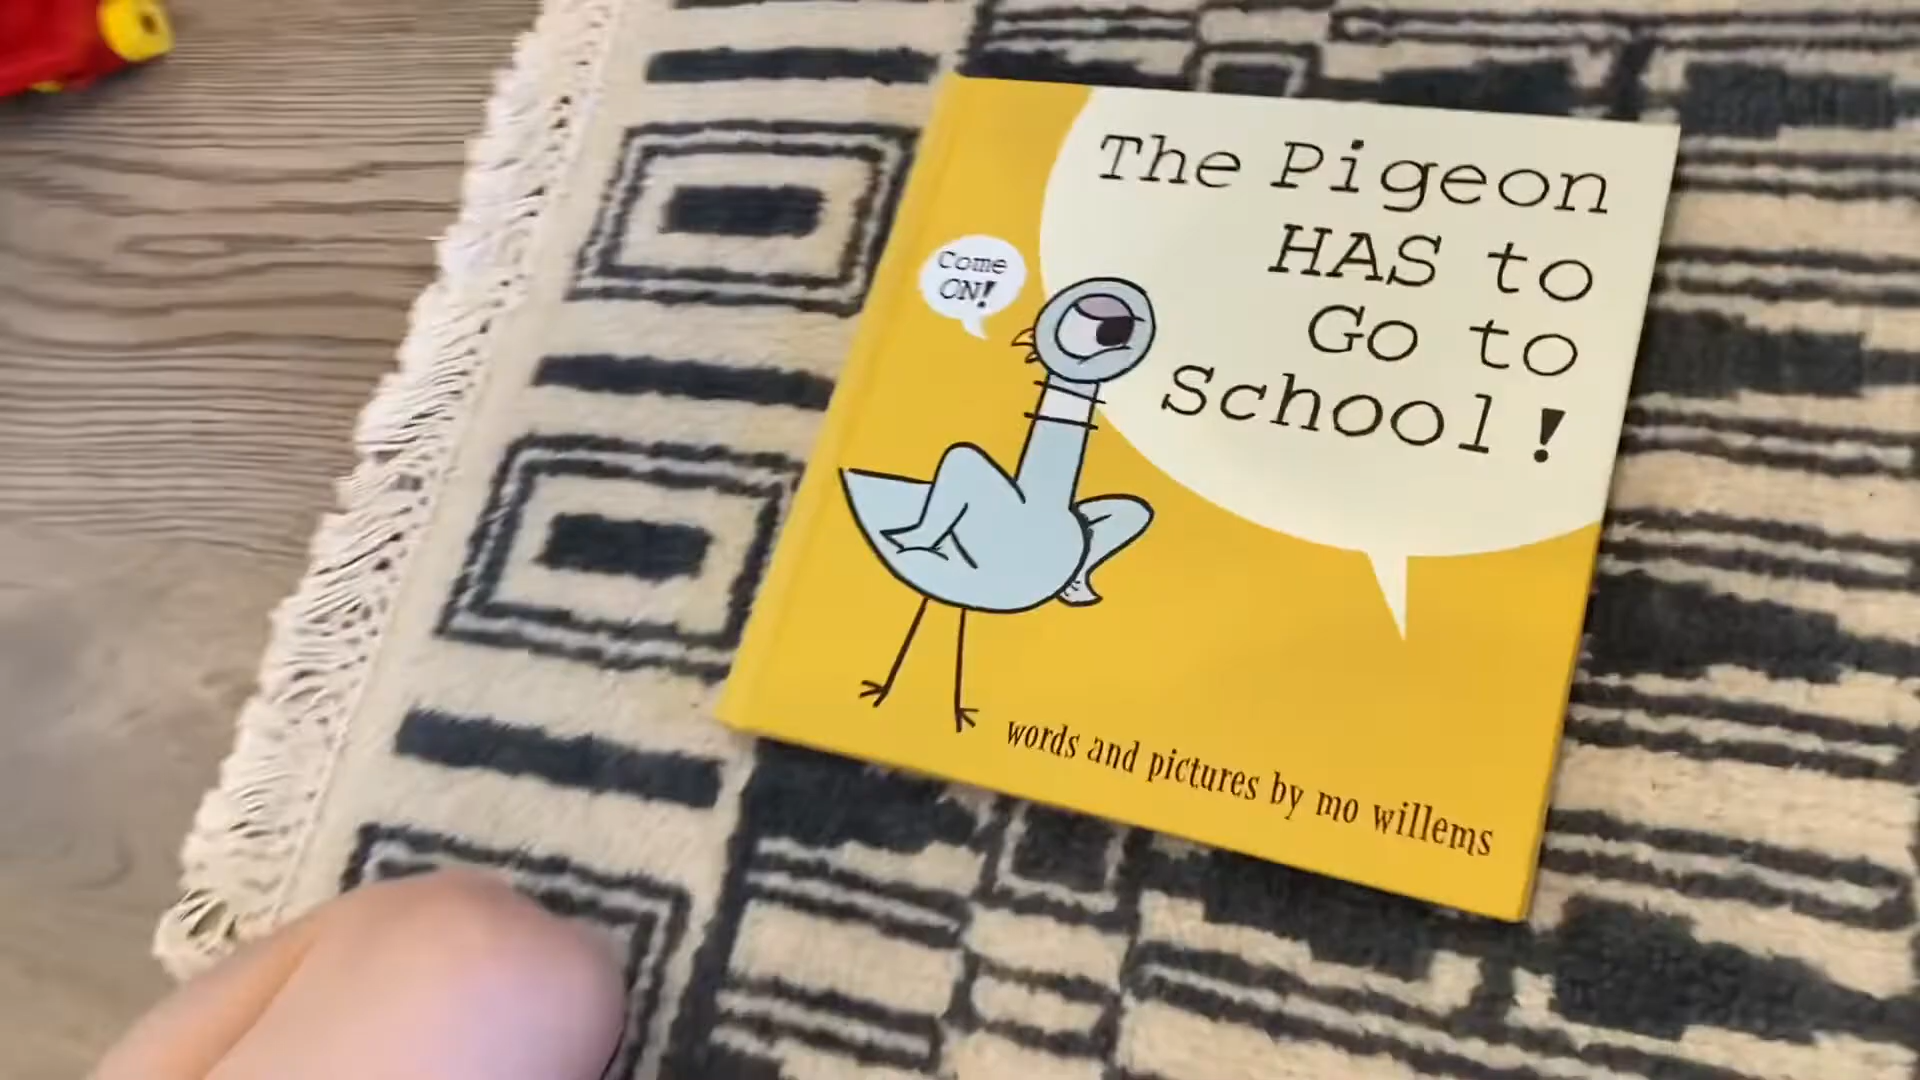 The Pigeon
HAS to
Go to
School!
Come
ON!
words and pictures by mo willems